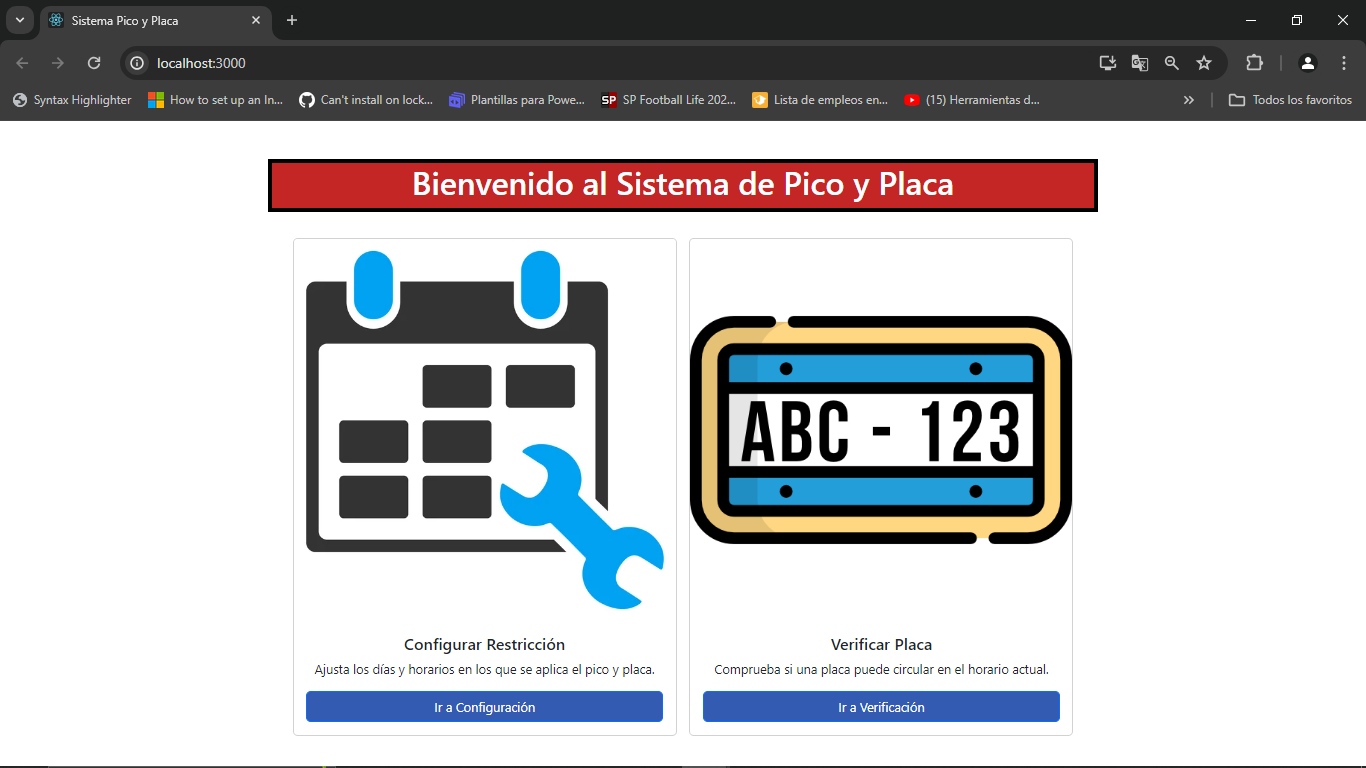 Sistema Pico y Placa
localhost:3000
Syntax Highlighter
How to set up an In...
Can't install on lock...
Plantillas para Powe...
SP
SP Football Life 202...
Lista de empleos en...
(15) Herramientas d...
Todos los favoritos
Bienvenido al Sistema de Pico y Placa
ABC - 123
Configurar Restricción
Ajusta los días y horarios en los que se aplica el pico y placa.
Ir a Configuración
Verificar Placa
Comprueba si una placa puede circular en el horario actual.
Ir a Verificación